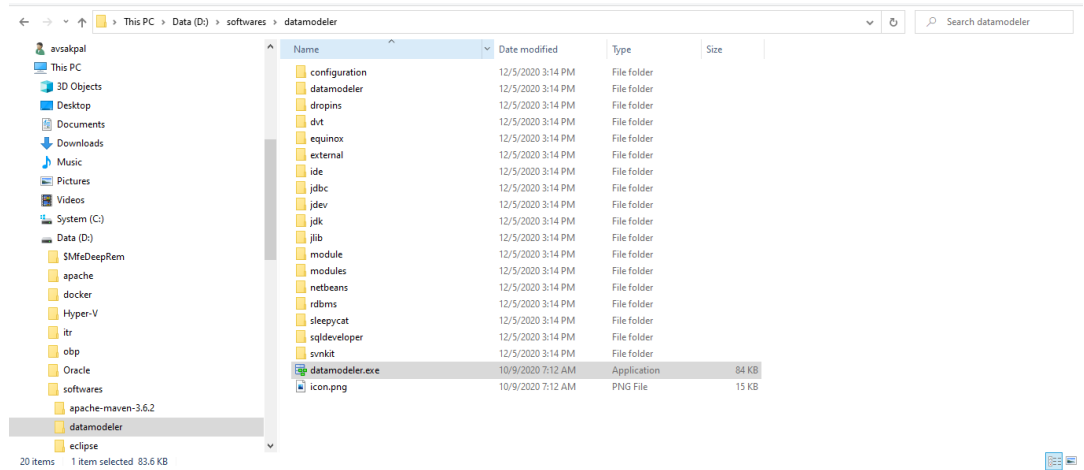 This PC > Data (D:) > softwares > datamodeler
Search datamodeler
avsakpal
This PC
3D Objects
Desktop
Documents
Downloads
Music
Pictures
Videos
System (C:)
Data (D:)
$MfeDeepRem
apache
docker
Hyper-V
itr
obp
Oracle
softwares
apache-maven-3.6.2
datamodeler
eclipse
Name Date modified Type Size
configuration 12/5/2020 3:14 PM File folder
datamodeler 12/5/2020 3:14 PM File folder
dropins 12/5/2020 3:14 PM File folder
dvt 12/5/2020 3:14 PM File folder
equinox 12/5/2020 3:14 PM File folder
external 12/5/2020 3:14 PM File folder
ide 12/5/2020 3:14 PM File folder
jdbc 12/5/2020 3:14 PM File folder
jdev 12/5/2020 3:14 PM File folder
jdk 12/5/2020 3:14 PM File folder
jlib 12/5/2020 3:14 PM File folder
module 12/5/2020 3:14 PM File folder
modules 12/5/2020 3:14 PM File folder
netbeans 12/5/2020 3:14 PM File folder
rdbms 12/5/2020 3:14 PM File folder
sleepycat 12/5/2020 3:14 PM File folder
sqldeveloper 12/5/2020 3:14 PM File folder
svnkit 12/5/2020 3:14 PM File folder
datamodeler.exe 10/9/2020 7:12 AM Application 84 KB
icon.png 10/9/2020 7:12 AM PNG File 15 KB
20 items 1 item selected 83.6 KB